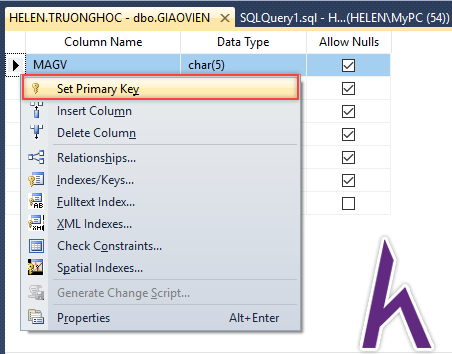 HELEN.TRUONGHOC - dbo.GIAOVIEN SQLQuery1.sql - H...(HELEN\MyPC (54))
Column Name Data Type Allow Nulls
MAGV char(5)
Set Primary Key
Insert Column
Delete Column
Relationships...
Indexes/Keys...
Fulltext Index...
XML Indexes...
Check Constraints...
Spatial Indexes...
Generate Change Script...
Properties Alt+Enter
h